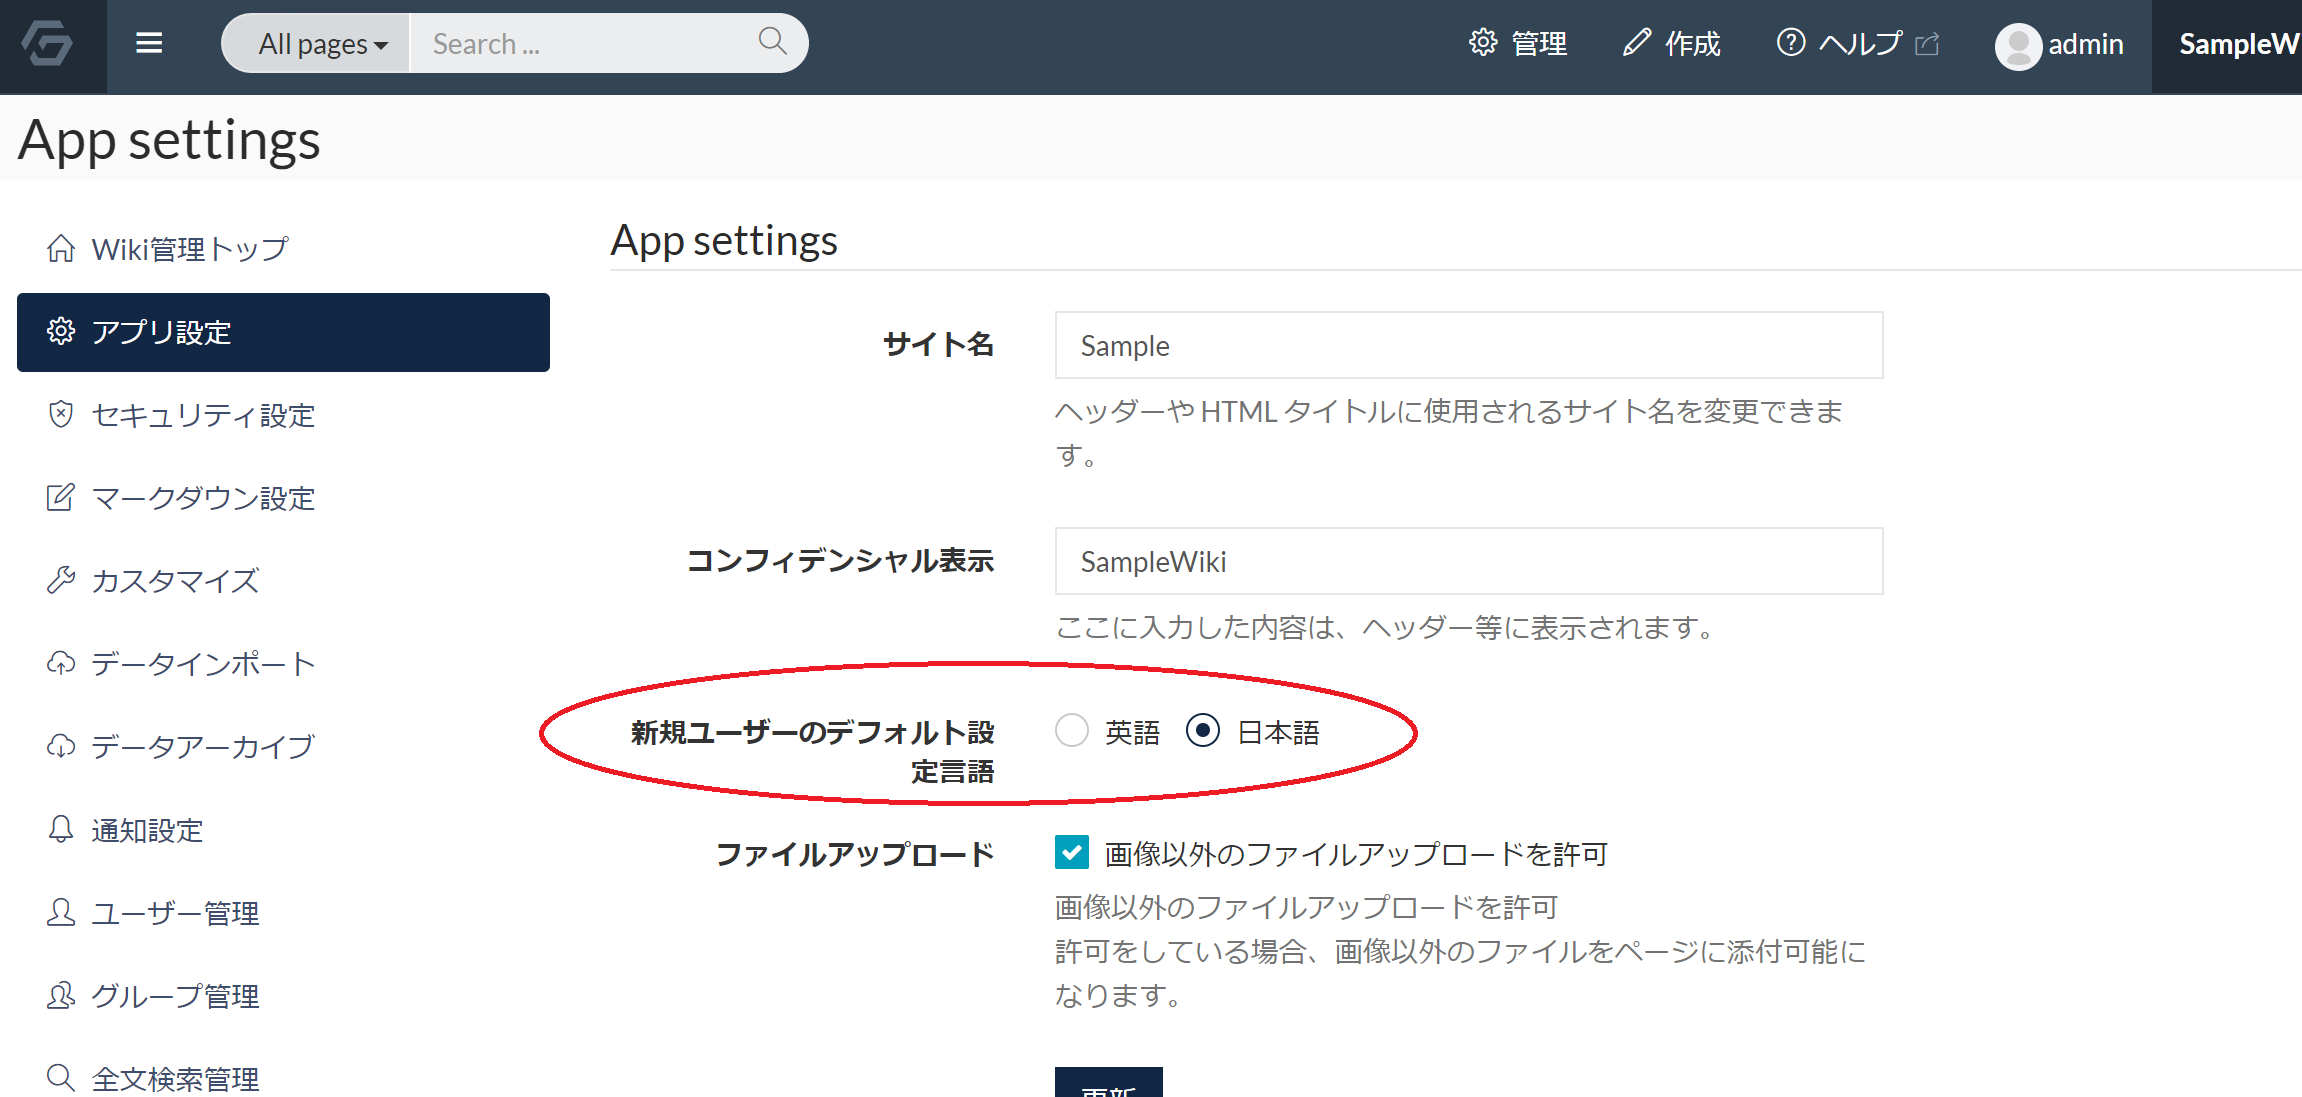 All pages
Search ...
管理
作成
ヘルプ
admin
SampleW
App settings
Wiki管理トップ
アプリ設定
セキュリティ設定
マークダウン設定
カスタマイズ
データインポート
データアーカイブ
通知設定
ユーザー管理
グループ管理
全文検索管理
App settings
サイト名
Sample
ヘッダーや HTML タイトルに使用されるサイト名を変更できま
す。
コンフィデンシャル表示
SampleWiki
ここに入力した内容は、ヘッダー等に表示されます。
新規ユーザーのデフォルト設
定言語
英語
日本語
ファイルアップロード
画像以外のファイルアップロードを許可
画像以外のファイルアップロードを許可
許可をしている場合、画像以外のファイルをページに添付可能に
なります。
更新